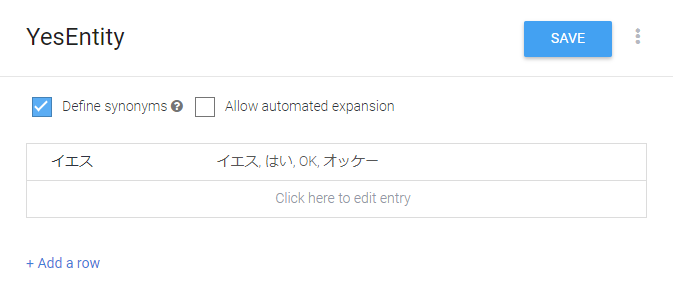 YesEntity
SAVE
Define synonyms
Allow automated expansion
イエス
イエス, はい, OK, オッケー
Click here to edit entry
+ Add a row